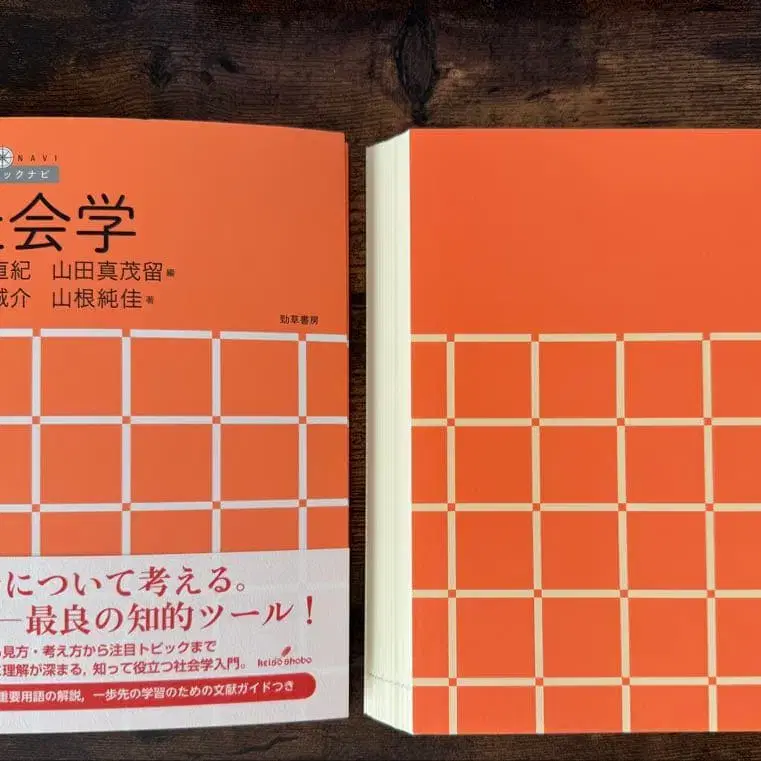 NAVI
ックナビ
社会学
直紀 山田真茂留 編
誠介 山根純佳 著
勁草書房
について考える。
―最良の知的ツール！
見方・考え方から注目トピックまで
理解が深まる，知って役立つ社会学入門。
keiso shobo
重要用語の解説，一歩先の学習のための文献ガイドつき